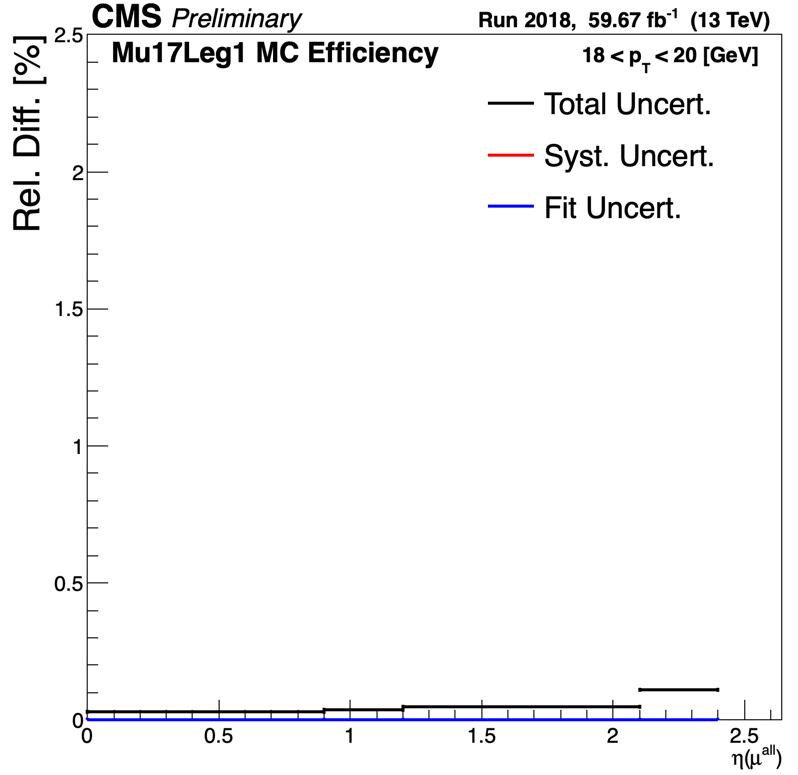 CMS Preliminary
Run 2018, 59.67 fb⁻¹ (13 TeV)
Mu17Leg1 MC Efficiency
18 < p_T < 20 [GeV]
Total Uncert.
Syst. Uncert.
Fit Uncert.
Rel. Diff. [%]
2.5
2
1.5
1
0.5
0
0 0.5 1 1.5 2 2.5
η(μ^all)